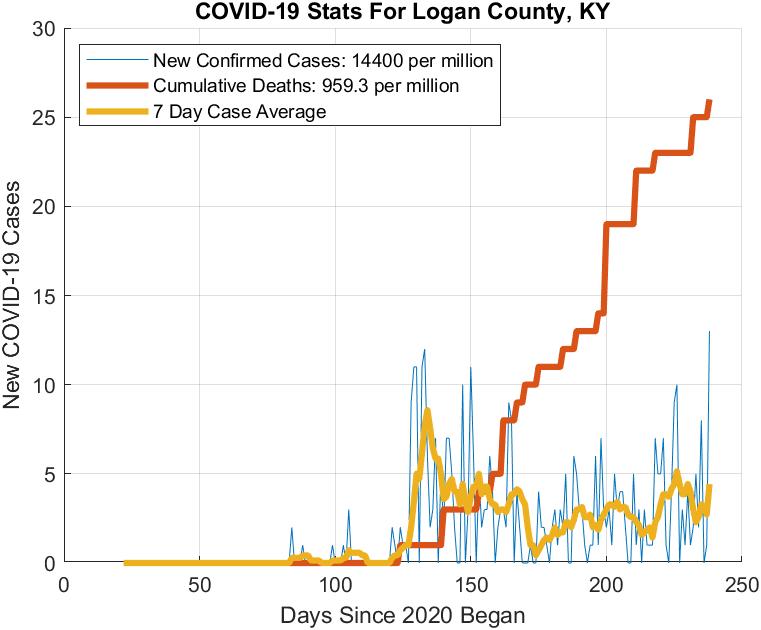 COVID-19 Stats For Logan County, KY
New Confirmed Cases: 14400 per million
Cumulative Deaths: 959.3 per million
7 Day Case Average
30
25
20
15
10
5
0
New COVID-19 Cases
0 50 100 150 200 250
Days Since 2020 Began